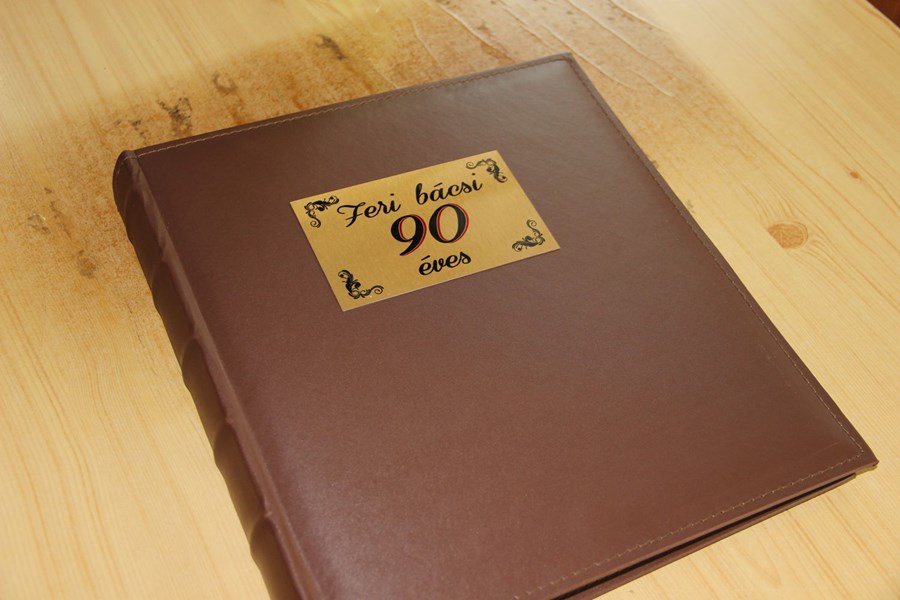 Feri bácsi
90
éves